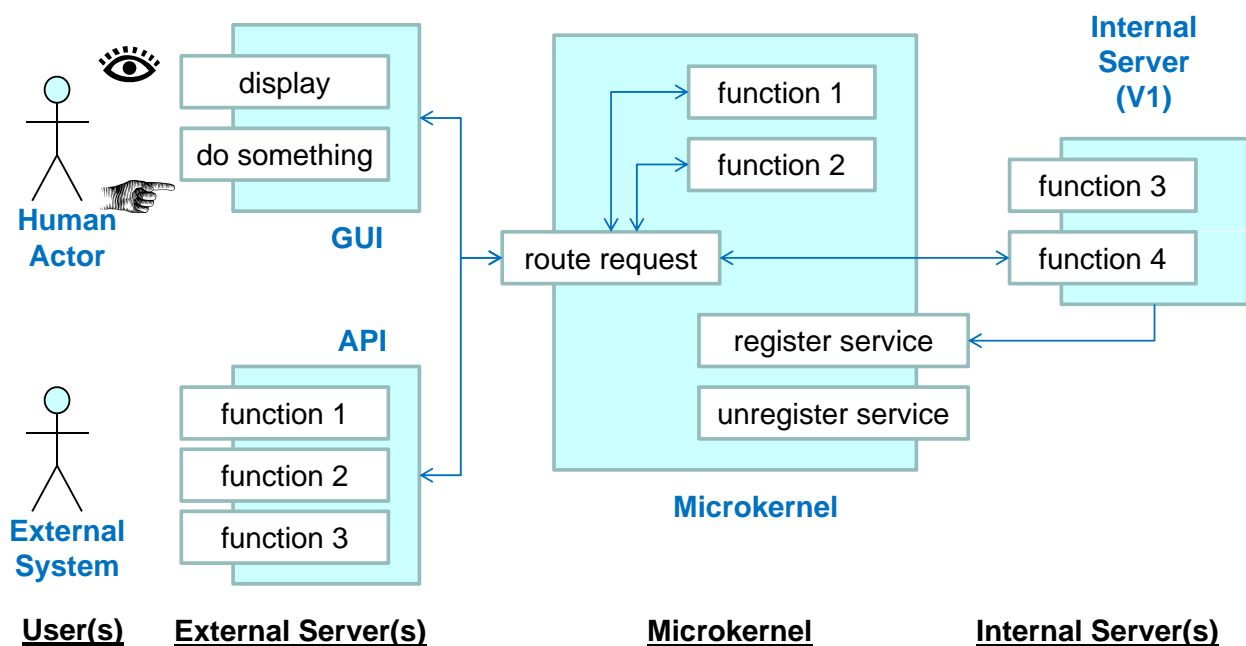 Internal
Server
(V1)
display
do something
Human
Actor
GUI
function 1
function 2
route request
function 3
function 4
register service
unregister service
Microkernel
API
function 1
function 2
function 3
External
System
User(s)
External Server(s)
Microkernel
Internal Server(s)